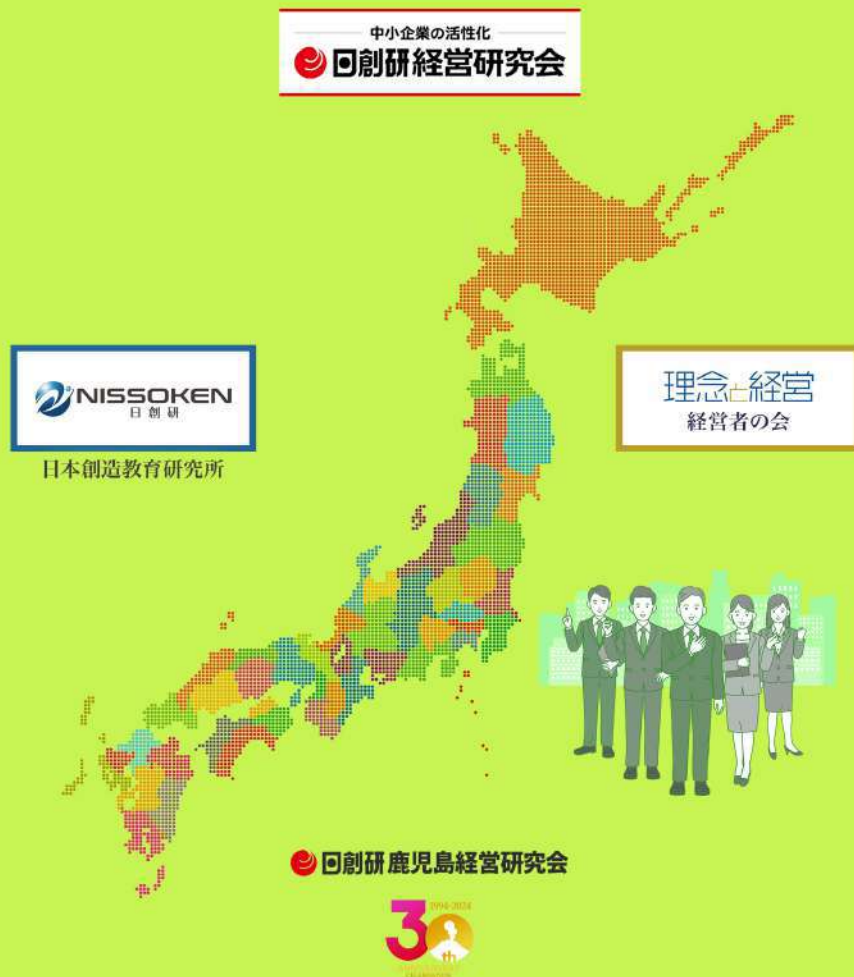 中小企業の活性化
日創研経営研究会
NISSOKEN
日創研
日本創造教育研究所
理念と経営
経営者の会
日創研鹿児島経営研究会
1994-2024
30th